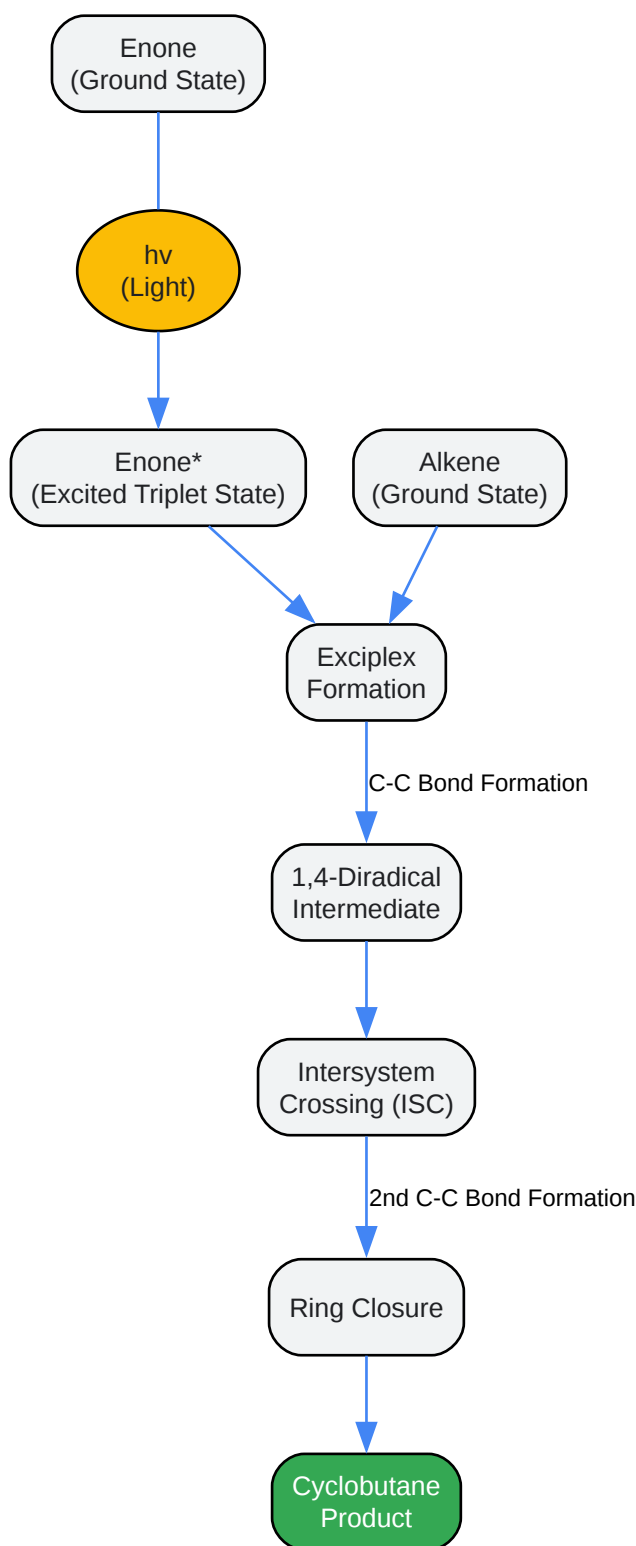 Enone
(Ground State)
hv
(Light)
Enone*
(Excited Triplet State)
Alkene
(Ground State)
Exciplex
Formation
C-C Bond Formation
1,4-Diradical
Intermediate
Intersystem
Crossing (ISC)
2nd C-C Bond Formation
Ring Closure
Cyclobutane
Product